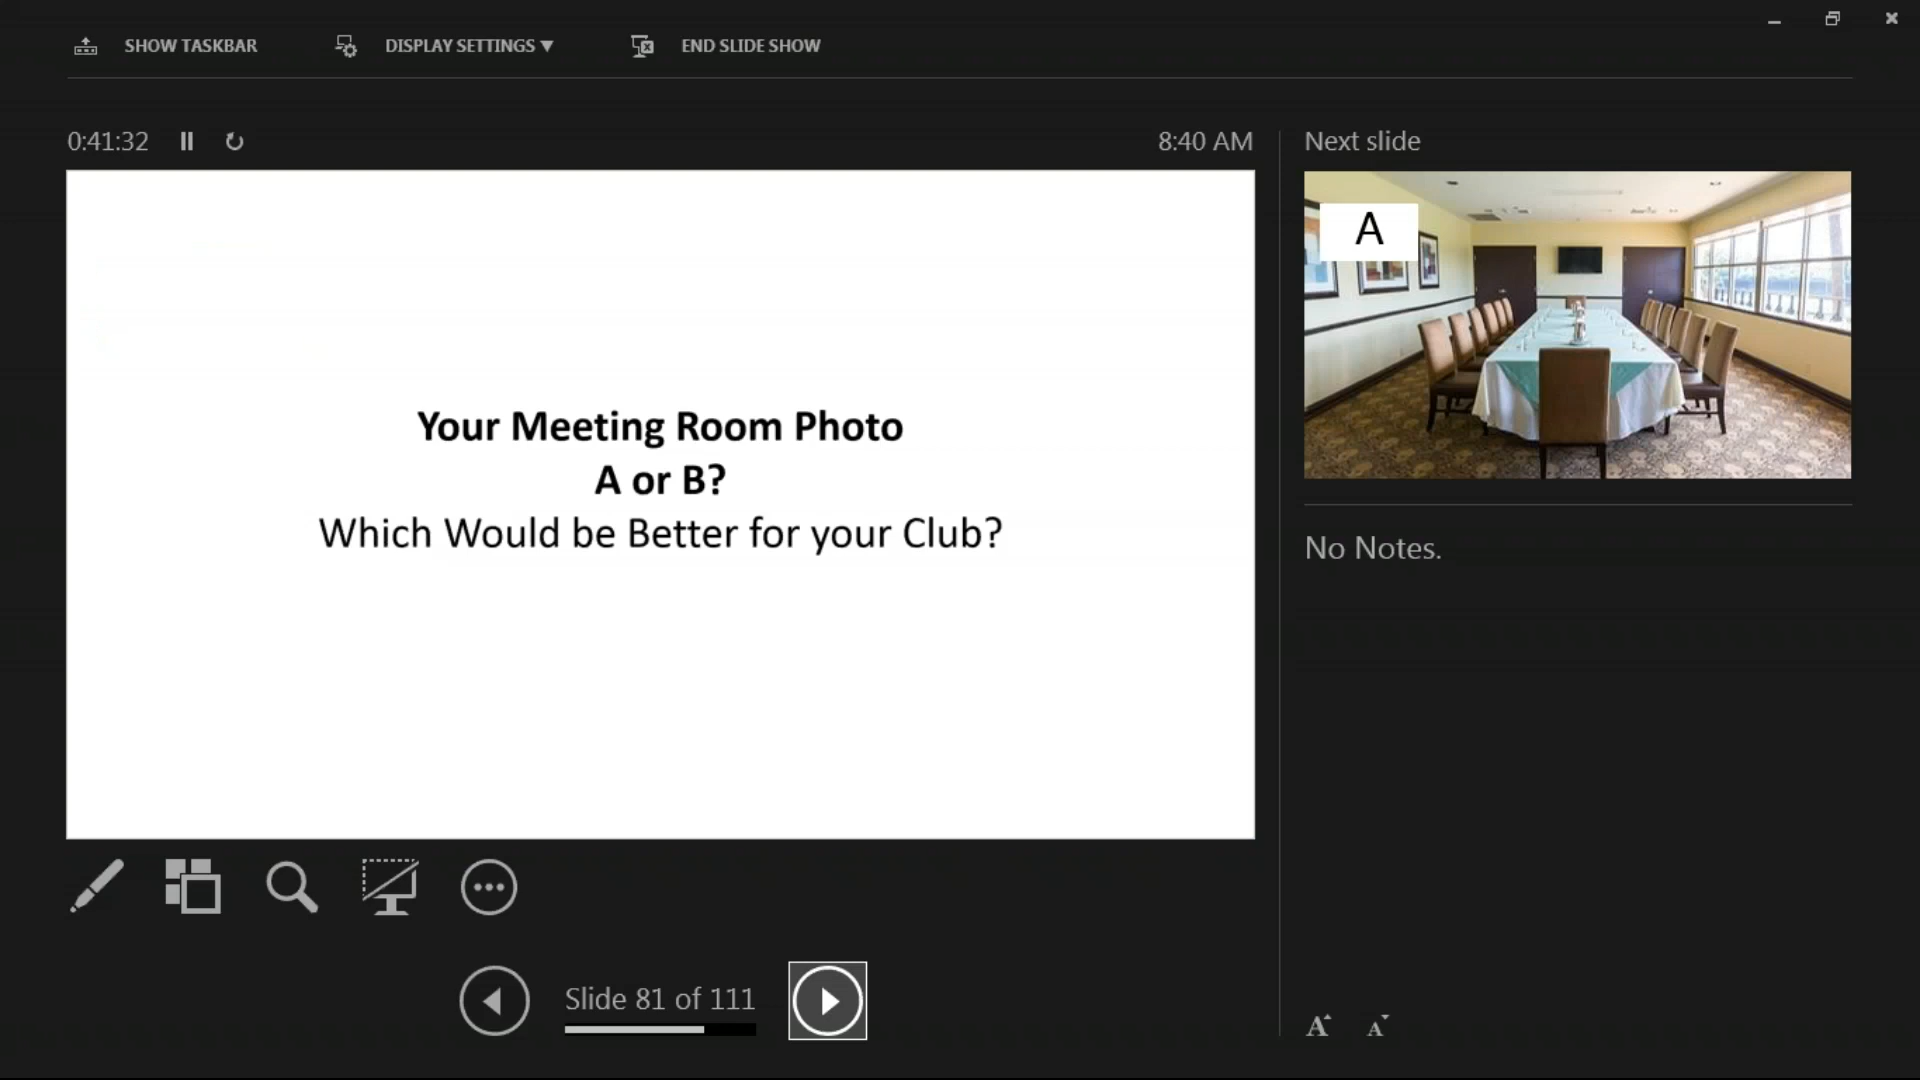 SHOW TASKBAR
DISPLAY SETTINGS ▼
END SLIDE SHOW
0:41:32
8:40 AM
Next slide
Your Meeting Room Photo
A or B?
Which Would be Better for your Club?
A
No Notes.
Slide 81 of 111
A
A